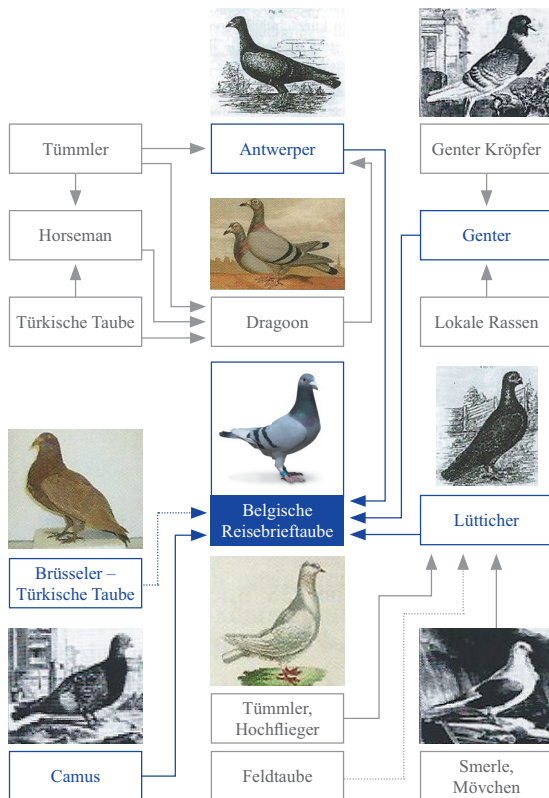 Tümmler
Antwerper
Genter Kröpfer
Horseman
Genter
Türkische Taube
Dragoon
Lokale Rassen
Belgische
Reisebrieftaube
Lütticher
Brüseler –
Türkische Taube
Tümmler,
Hochflieger
Camus
Feldtaube
Smerle,
Mövchen